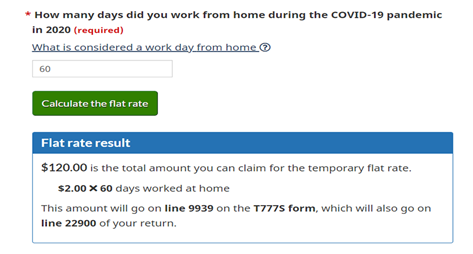 * How many days did you work from home during the COVID-19 pandemic
in 2020 (required)
What is considered a work day from home ?
60
Calculate the flat rate
Flat rate result
$120.00 is the total amount you can claim for the temporary flat rate.
$2.00 ✕ 60 days worked at home
This amount will go on line 9939 on the T777S form, which will also go on
line 22900 of your return.